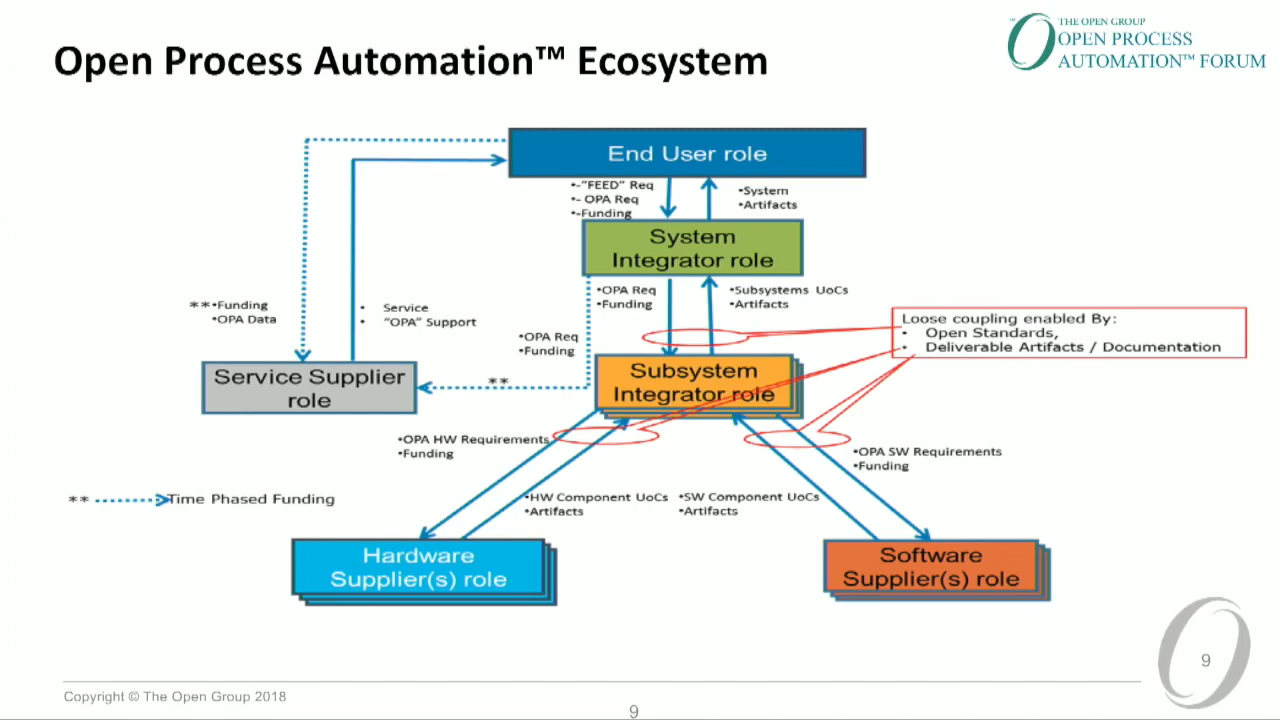 Open Process Automation™ Ecosystem
THE OPEN GROUP
OPEN PROCESS
AUTOMATION™ FORUM
End User role
•-"FEED" Req
•- OPA Req
•-Funding
•System
•Artifacts
System
Integrator role
•OPA Req
•Funding
•Subsystems UoCs
•Artifacts
**•Funding
•OPA Data
• Service
• "OPA" Support
•OPA Req
•Funding
Loose coupling enabled By:
• Open Standards,
• Deliverable Artifacts / Documentation
Service Supplier
role
**
Subsystem
Integrator role
•OPA HW Requirements
•Funding
•OPA SW Requirements
•Funding
** Time Phased Funding
•HW Component UoCs
•Artifacts
•SW Component UoCs
•Artifacts
Hardware
Supplier(s) role
Software
Supplier(s) role
9
Copyright © The Open Group 2018
9